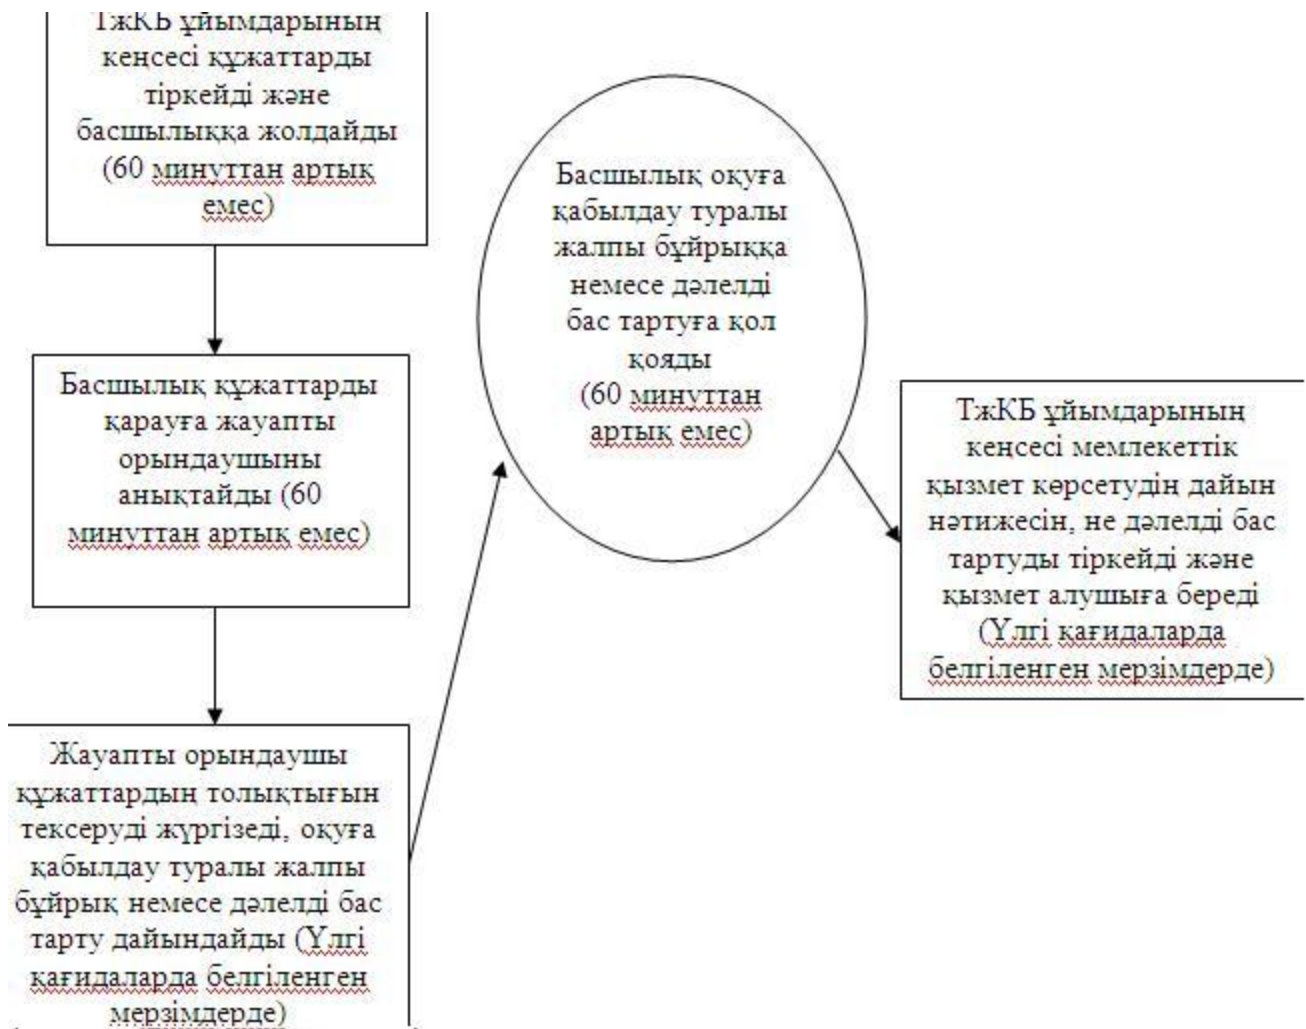 ТжКБ ұйымдарының
кеңсесі құжаттарды
тіркейді және
басшылыққа жолдайды
(60 минуттан артық
емес)
Басшылық құжаттарды
қарауға жауапты
орындаушыны
анықтайды (60
минуттан артық емес)
Жауапты орындаушы
құжаттардың толықтығын
тексеруді жүргізеді, оқуға
қабылдау туралы жалпы
бұйрық немесе дәлелді бас
тарту дайындайды (Үлгі
қағидаларда белгіленген
мерзімдерде)
Басшылық оқуға
қабылдау туралы
жалпы бұйрыққа
немесе дәлелді
бас тартуға қол
қояды
(60 минуттан
артық емес)
ТжКБ ұйымдарының
кеңсесі мемлекеттік
қызмет көрсетудің дайын
нәтижесін, не дәлелді бас
тартуды тіркейді және
қызмет алушыға береді
(Үлгі қағидаларда
белгіленген мерзімдерде)